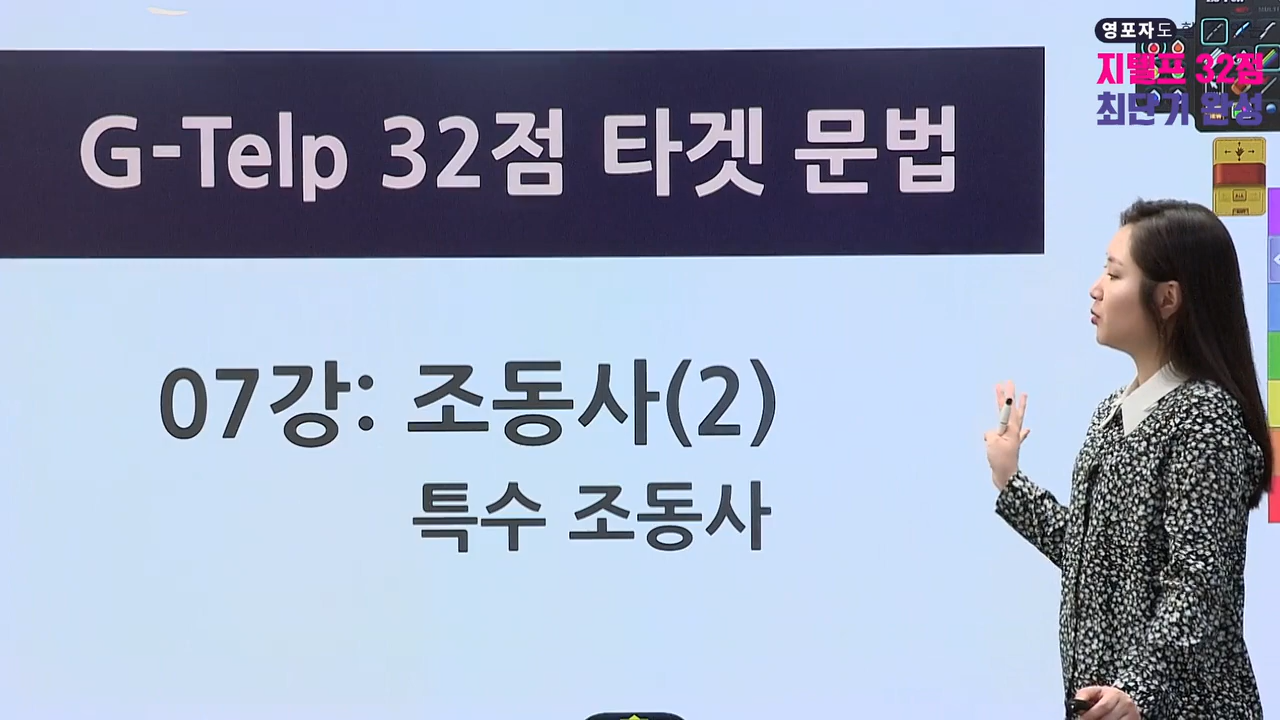 영포자도
지텔프 32점
최단기 완성
G-Telp 32점 타겟 문법
07강: 조동사(2)
특수 조동사